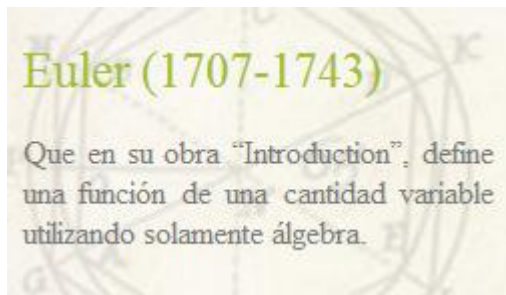 Euler (1707-1743)
Que en su obra “Introduction”, define
una función de una cantidad variable
utilizando solamente álgebra.